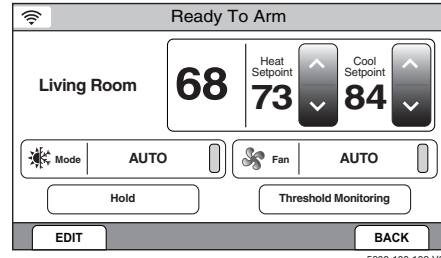 Ready To Arm
Living Room
68
Heat
Setpoint
73
Cool
Setpoint
84
Mode
AUTO
Fan
AUTO
Hold
Threshold Monitoring
EDIT
BACK